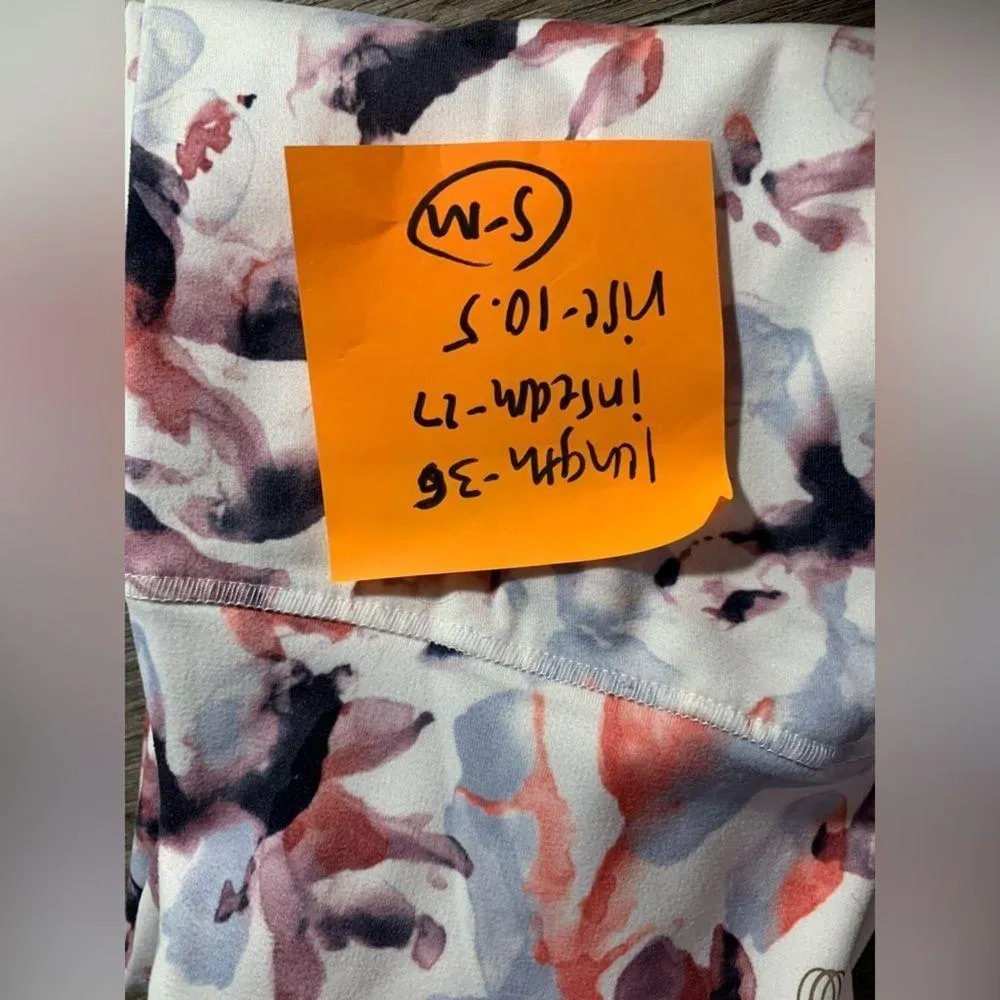 length-36
inseam-27
rise-10.5
S-M